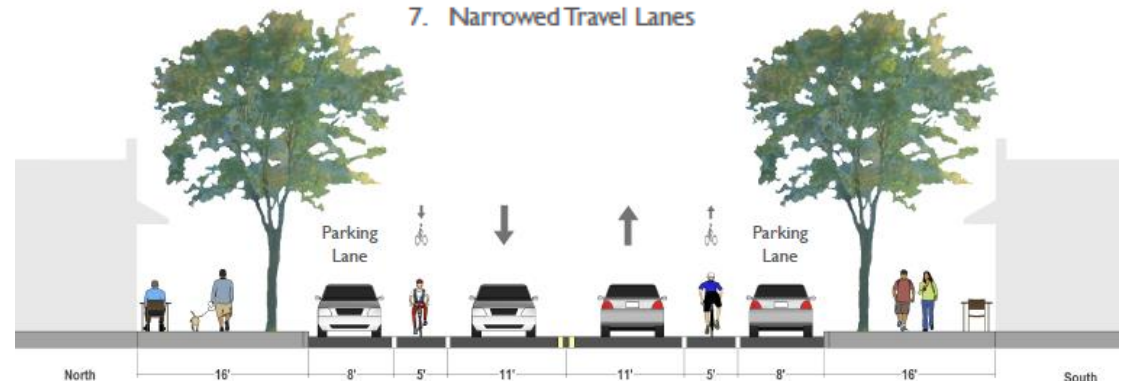 7. Narrowed Travel Lanes
Parking
Lane
Parking
Lane
North
16'
8'
5'
11'
11'
5'
8'
16'
South